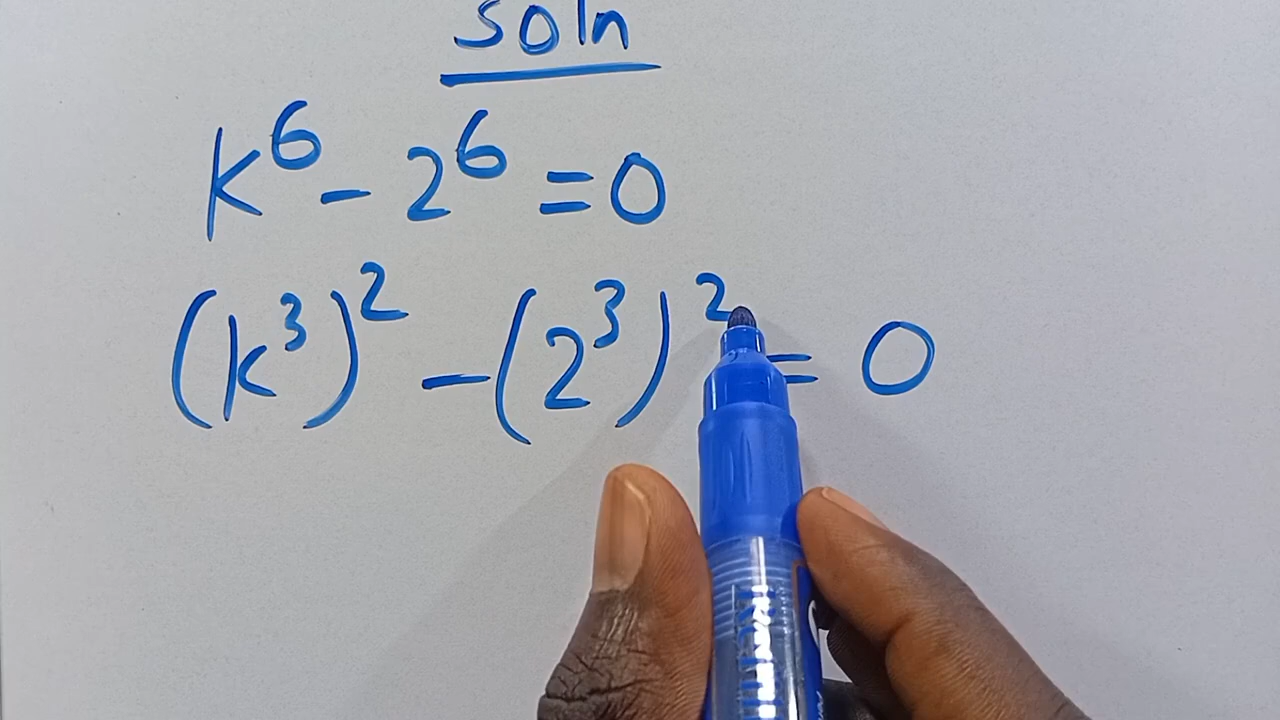 soln
k⁶ - 2⁶ = 0
(k³)² - (2³)² = 0